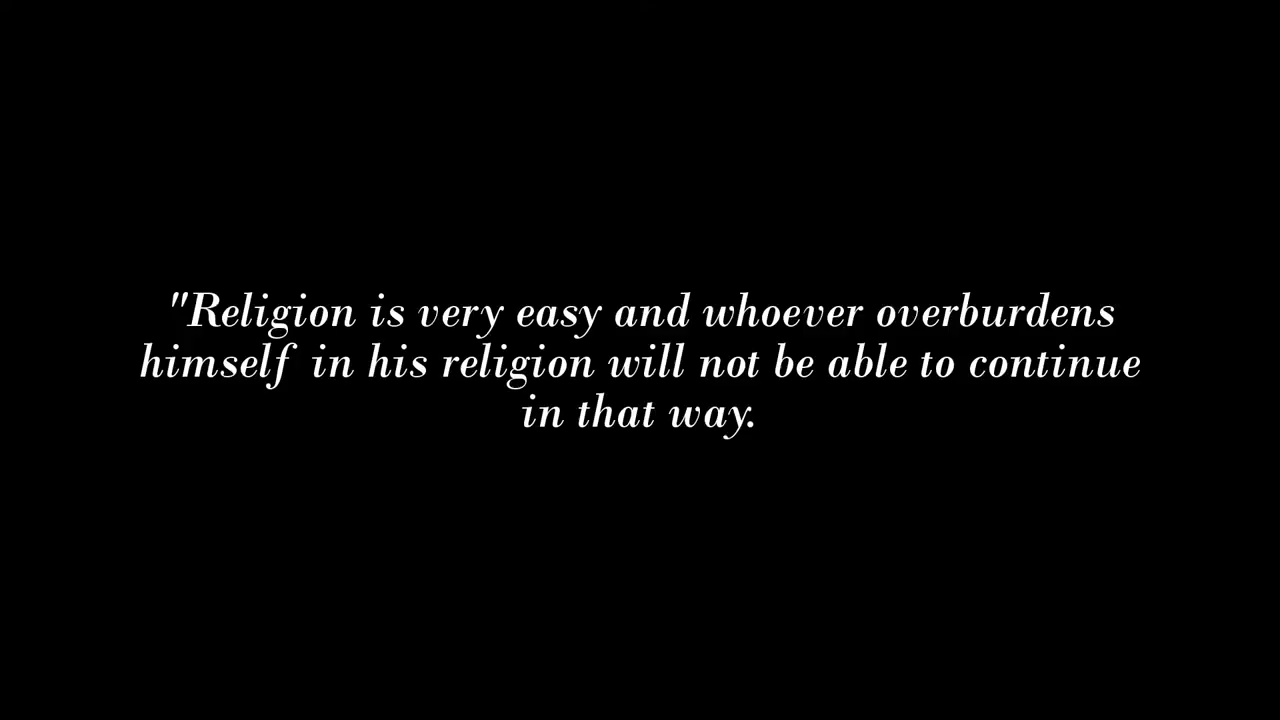 "Religion is very easy and whoever overburdens
himself in his religion will not be able to continue
in that way.